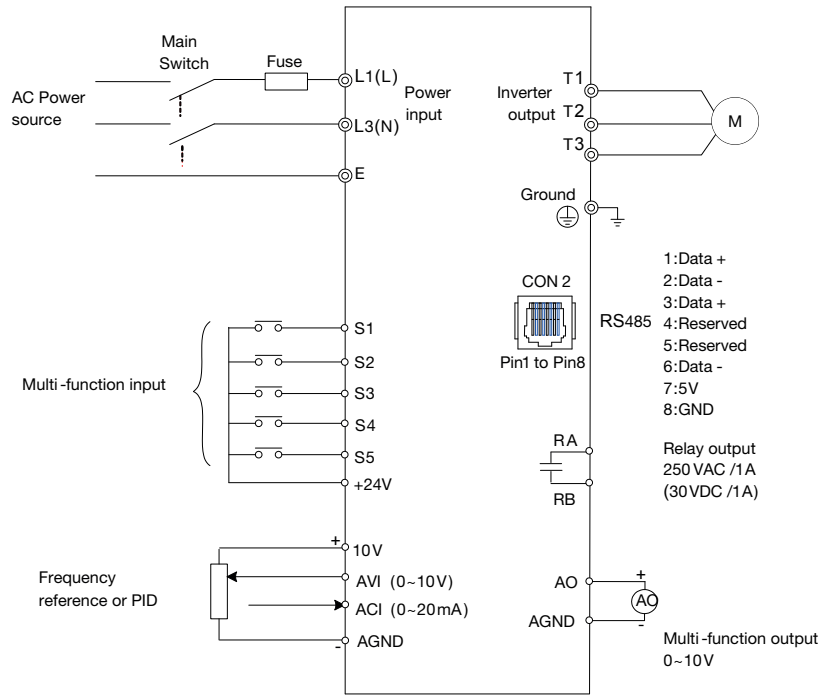 Main
Switch
Fuse
AC Power
source
L1(L)
L3(N)
E
Power
input
Inverter
output
T1
T2
T3
M
Ground
CON 2
Pin1 to Pin8
RS485
1:Data +
2:Data -
3:Data +
4:Reserved
5:Reserved
6:Data -
7:5V
8:GND
Multi-function input
S1
S2
S3
S4
S5
+24V
RA
RB
Relay output
250 VAC /1A
(30VDC /1A)
Frequency
reference or PID
+
10V
AVI (0~10V)
ACI (0~20mA)
AGND
-
AO
AGND
+
AO
-
Multi-function output
0~10V